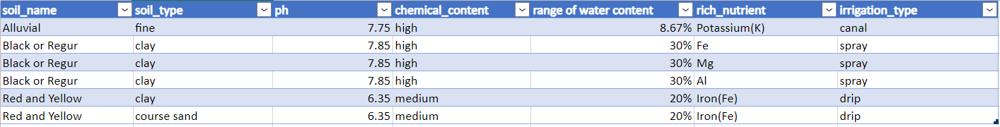 soil_name soil_type ph chemical_content range of water content rich_nutrient irrigation_type
Alluvial fine 7.75 high 8.67% Potassium(K) canal
Black or Regur clay 7.85 high 30% Fe spray
Black or Regur clay 7.85 high 30% Mg spray
Black or Regur clay 7.85 high 30% Al spray
Red and Yellow clay 6.35 medium 20% Iron(Fe) drip
Red and Yellow course sand 6.35 medium 20% Iron(Fe) drip